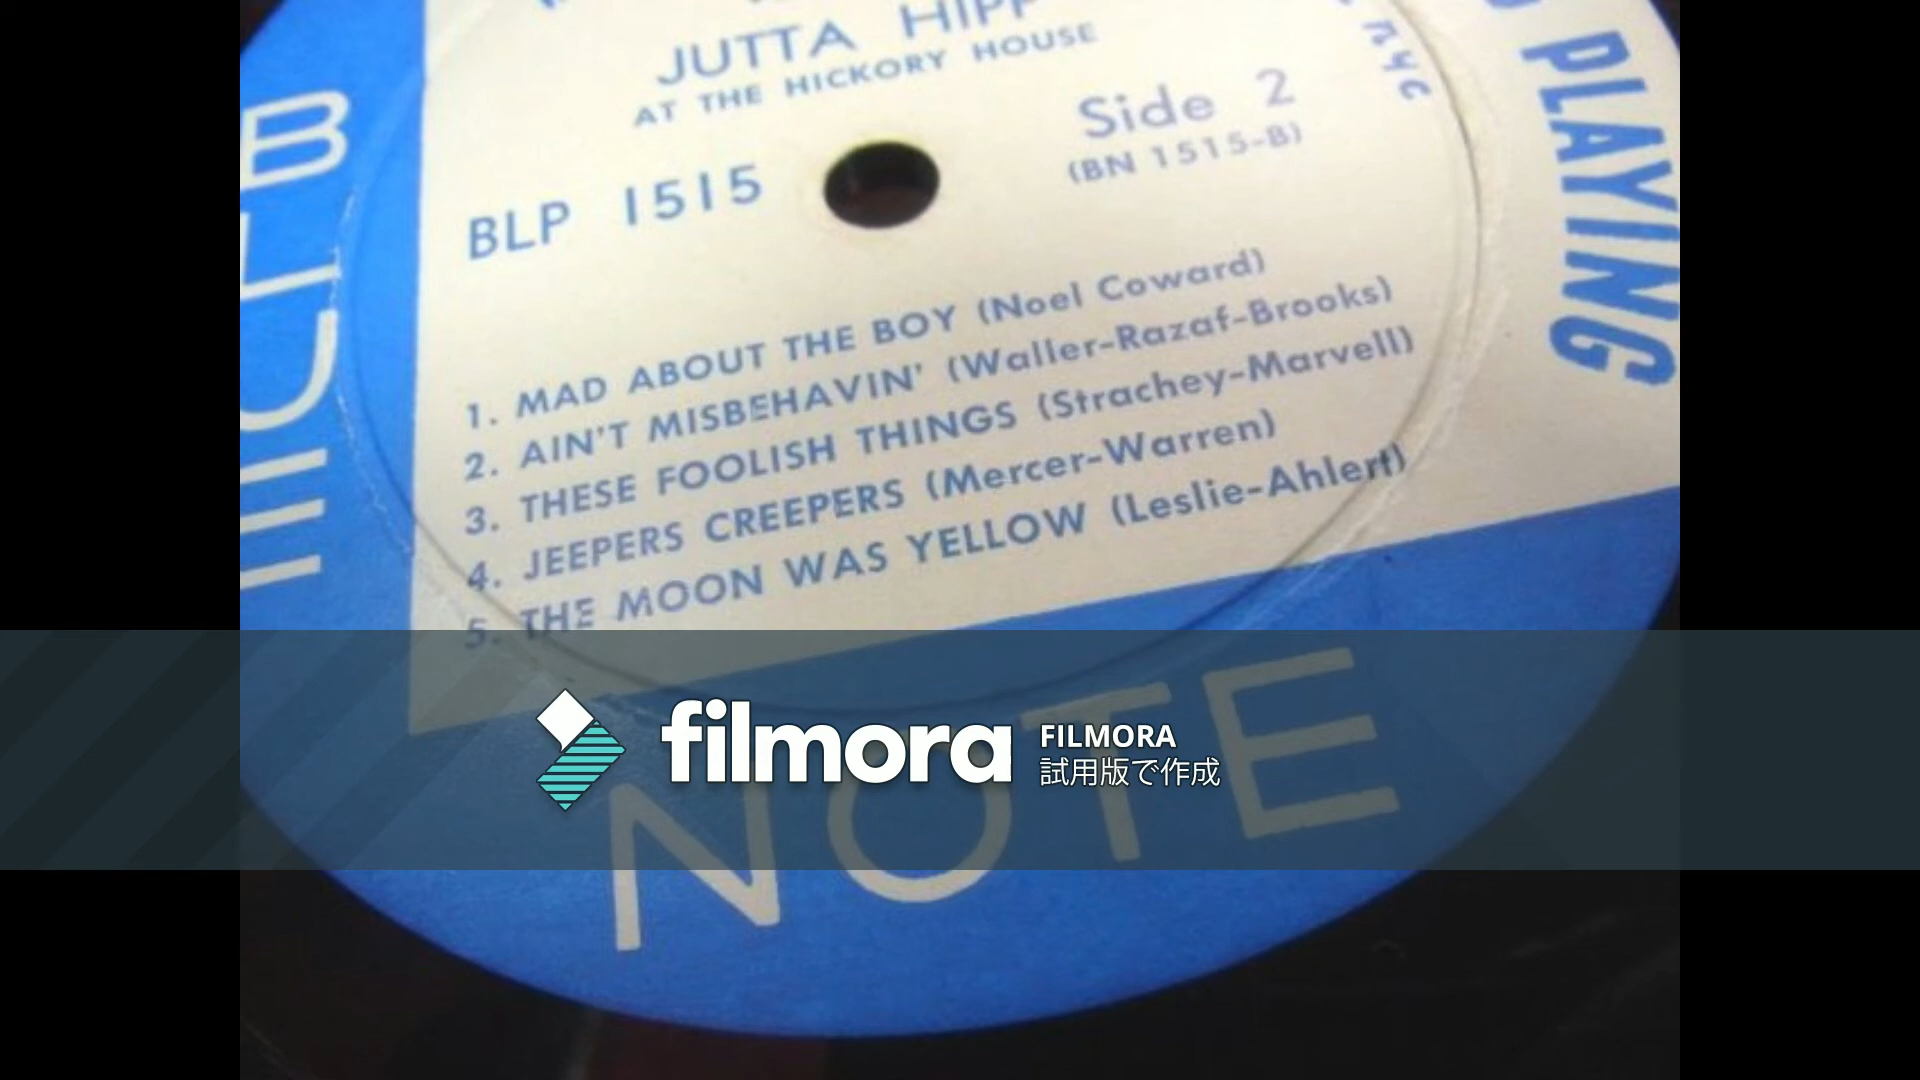 JUTTA HIPP
AT THE HICKORY HOUSE
Side 2
BLP 1515
(BN 1515-B)
1. MAD ABOUT THE BOY (Noel Coward)
2. AIN'T MISBEHAVIN' (Waller-Razaf-Brooks)
3. THESE FOOLISH THINGS (Strachey-Marvell)
4. JEEPERS CREEPERS (Mercer-Warren)
5. THE MOON WAS YELLOW (Leslie-Ahlert)
BLUE
NOTE
PLAYING
NYC
filmora
FILMORA
試用版で作成